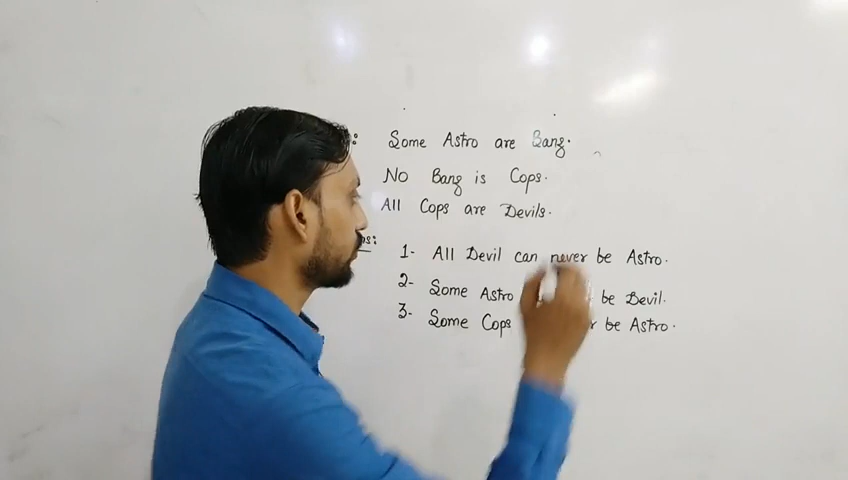 : Some Astro are Bang.
No Bang is Cops.
All Cops are Devils.
1- All Devil can never be Astro.
2- Some Astro be Devil.
3- Some Cops be Astro.